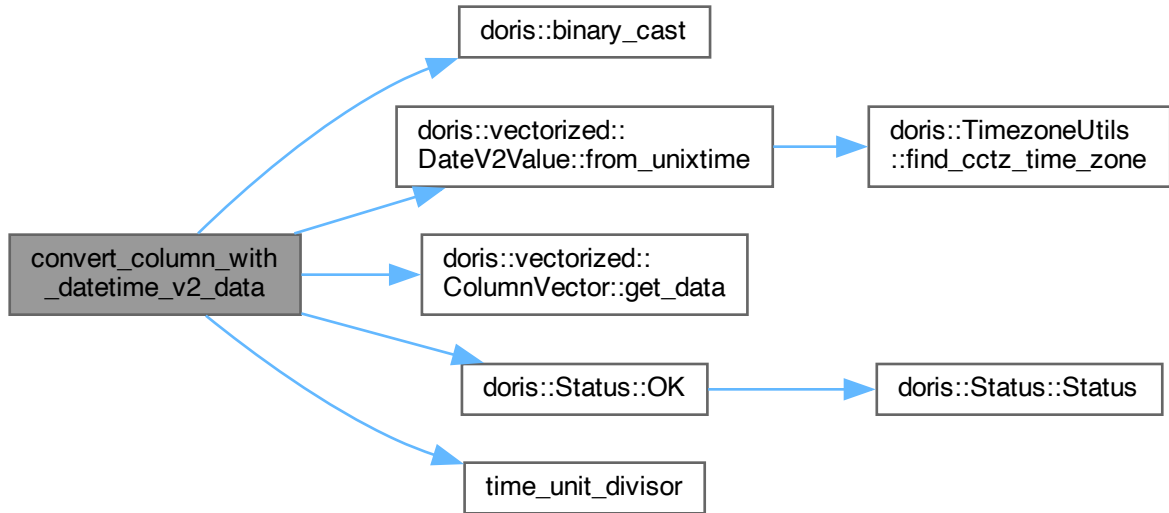 convert_column_with
_datetime_v2_data
doris::binary_cast
doris::vectorized::
DateV2Value::from_unixtime
doris::TimezoneUtils
::find_cctz_time_zone
doris::vectorized::
ColumnVector::get_data
doris::Status::OK
doris::Status::Status
time_unit_divisor